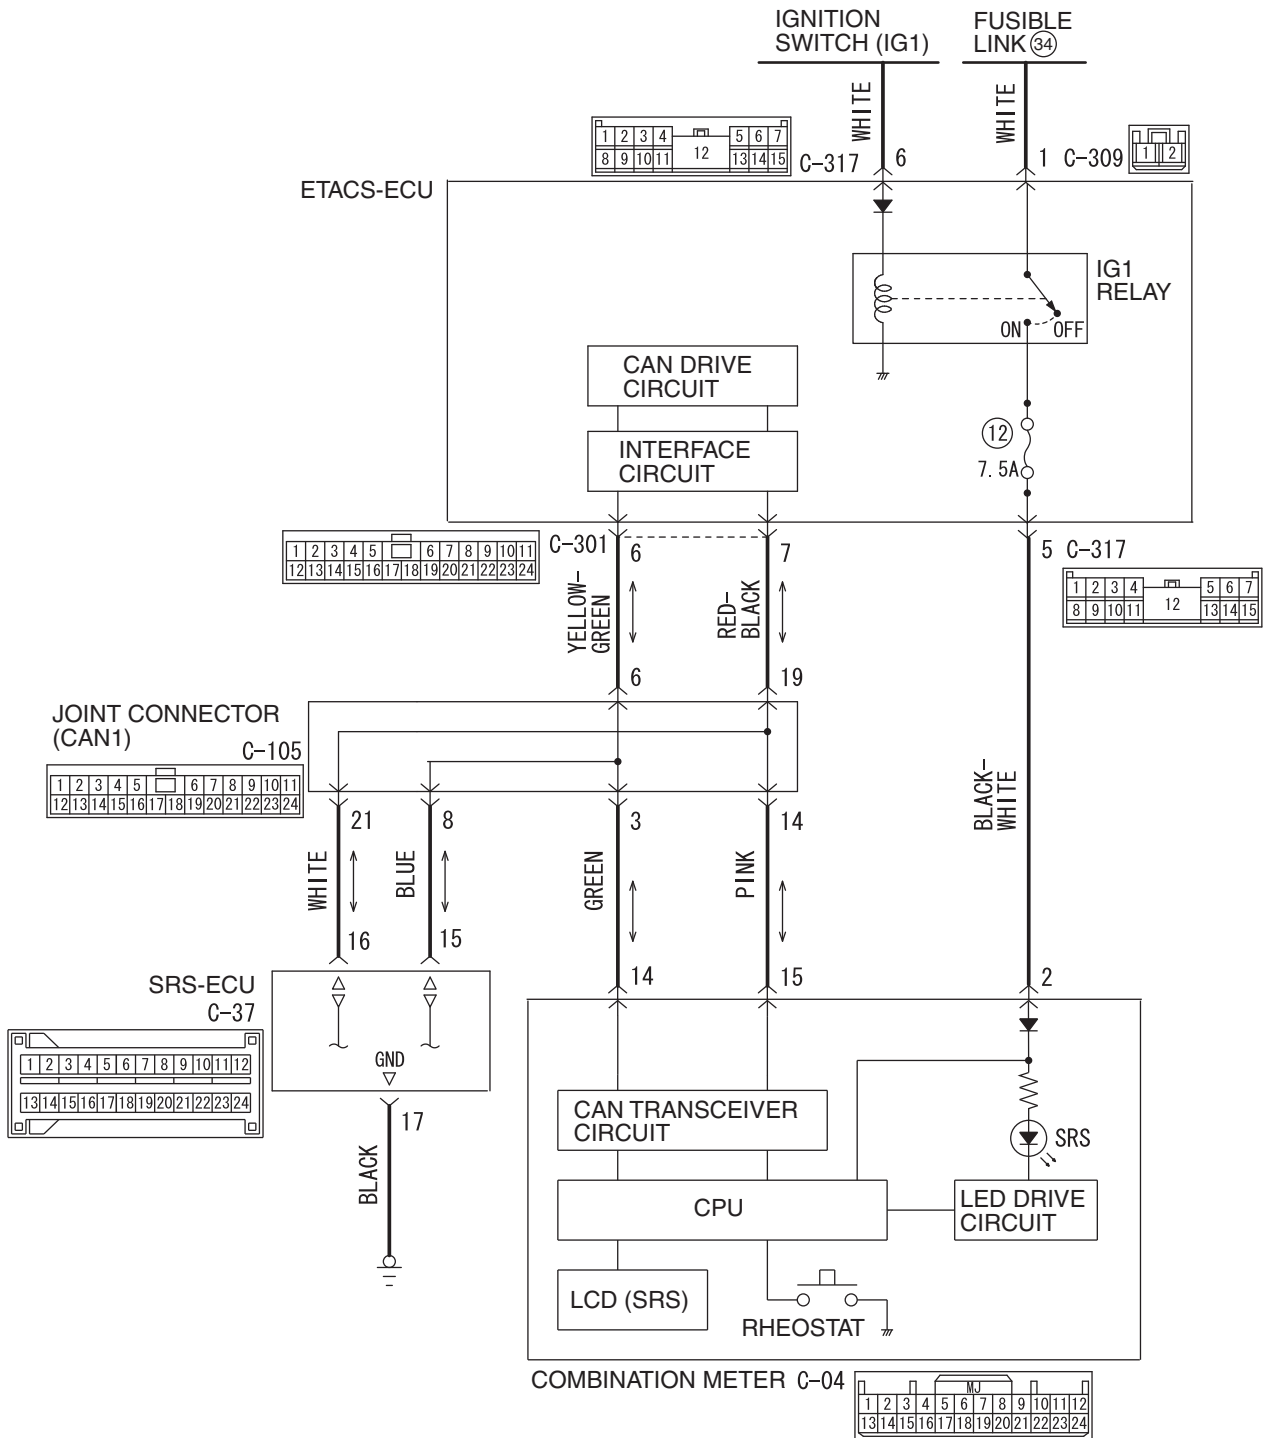 IGNITION
SWITCH (IG1)
FUSIBLE
LINK 34
WHITE
WHITE
1 2 3 4 5 6 7
8 9 10 11 12 13 14 15
C-317
6
1
C-309
1 2
ETACS-ECU
IG1
RELAY
ON
OFF
CAN DRIVE
CIRCUIT
INTERFACE
CIRCUIT
12
7.5A
1 2 3 4 5 6 7 8 9 10 11
12 13 14 15 16 17 18 19 20 21 22 23 24
C-301
6
7
5
C-317
1 2 3 4 5 6 7
8 9 10 11 12 13 14 15
YELLOW-
GREEN
RED-
BLACK
6
19
JOINT CONNECTOR
(CAN1)
C-105
1 2 3 4 5 6 7 8 9 10 11
12 13 14 15 16 17 18 19 20 21 22 23 24
BLACK-
WHITE
21
8
3
14
WHITE
BLUE
GREEN
PINK
16
15
14
15
2
SRS-ECU
C-37
1 2 3 4 5 6 7 8 9 10 11 12
13 14 15 16 17 18 19 20 21 22 23 24
GND
17
BLACK
CAN TRANSCEIVER
CIRCUIT
SRS
CPU
LED DRIVE
CIRCUIT
LCD (SRS)
RHEOSTAT
COMBINATION METER C-04
MJ
1 2 3 4 5 6 7 8 9 10 11 12
13 14 15 16 17 18 19 20 21 22 23 24